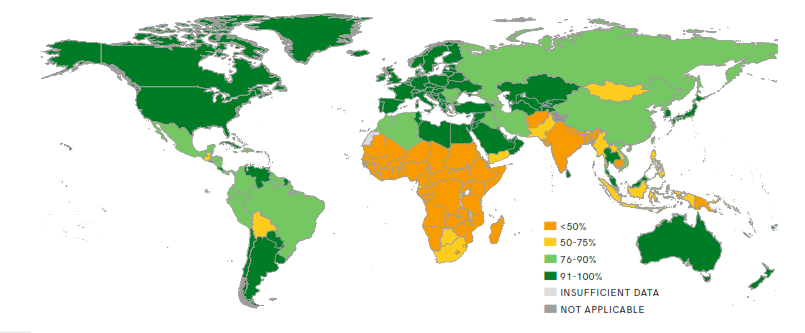 <50%
50-75%
76-90%
91-100%
INSUFFICIENT DATA
NOT APPLICABLE